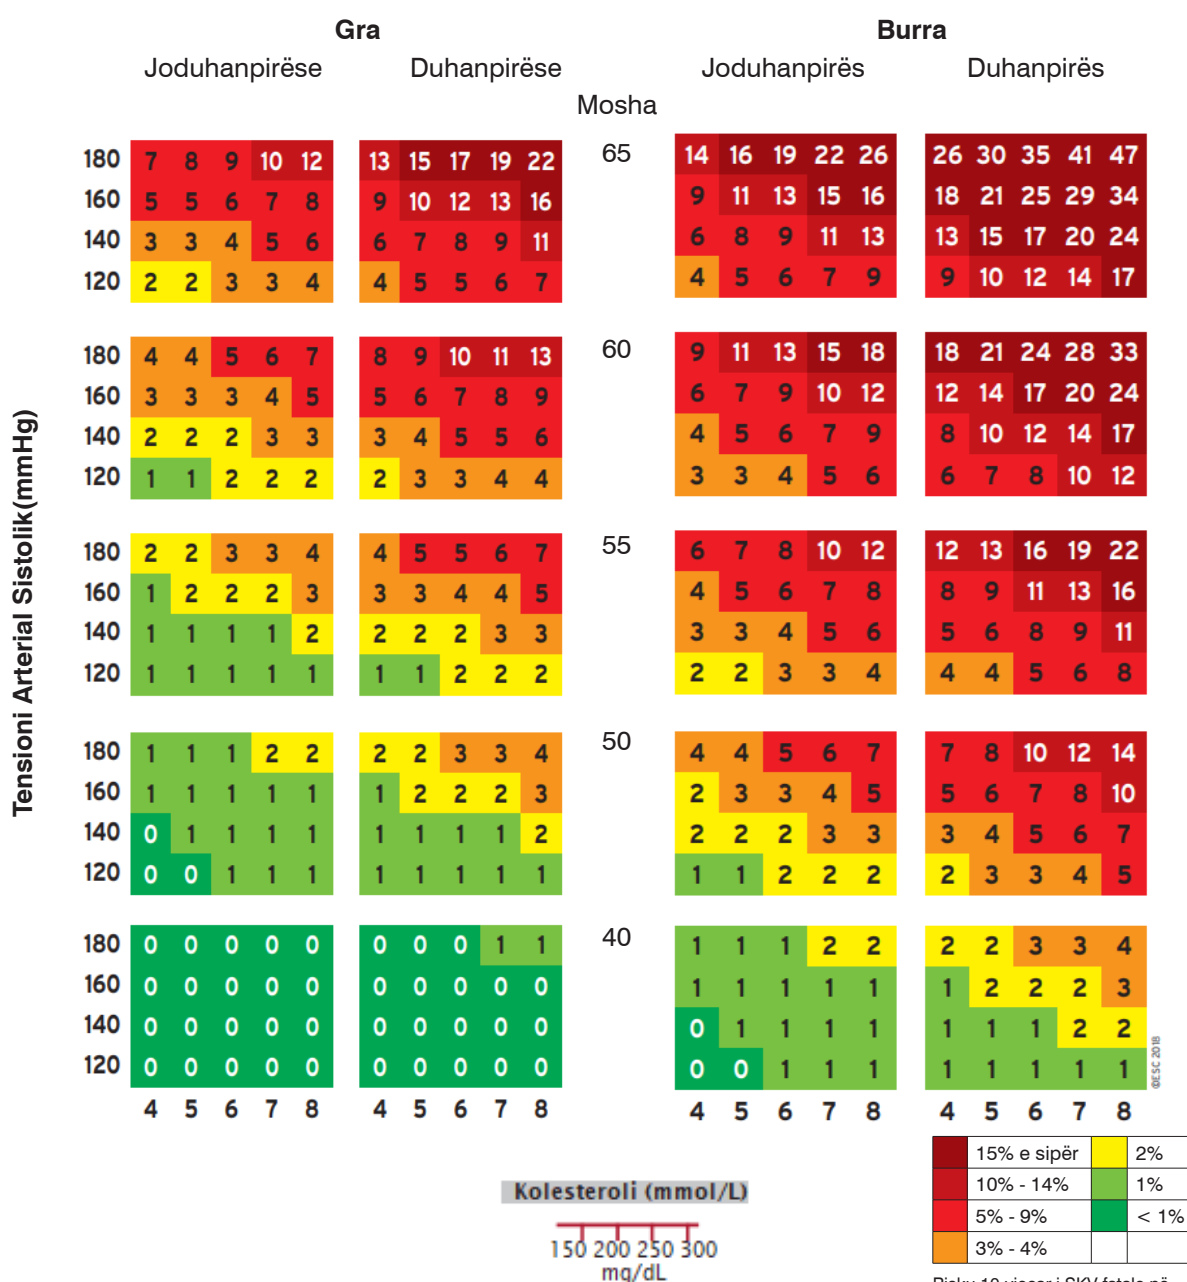 Gra Burra
Joduhanpirëse Duhanpirëse Joduhanpirës Duhanpirës
Mosha
Tensioni Arterial Sistolik(mmHg)
65
180 7 8 9 10 12 13 15 17 19 22 14 16 19 22 26 26 30 35 41 47
160 5 5 6 7 8 9 10 12 13 16 9 11 13 15 16 18 21 25 29 34
140 3 3 4 5 6 6 7 8 9 11 6 8 9 11 13 13 15 17 20 24
120 2 2 3 3 4 4 5 5 6 7 4 5 6 7 9 9 10 12 14 17
60
180 4 4 5 6 7 8 9 10 11 13 9 11 13 15 18 18 21 24 28 33
160 3 3 3 4 5 5 6 7 8 9 6 7 9 10 12 12 14 17 20 24
140 2 2 2 3 3 3 4 5 5 6 4 5 6 7 9 8 10 12 14 17
120 1 1 2 2 2 2 3 3 4 4 3 3 4 5 6 6 7 8 10 12
55
180 2 2 3 3 4 4 5 5 6 7 6 7 8 10 12 12 13 16 19 22
160 1 2 2 2 3 3 3 4 4 5 4 5 6 7 8 8 9 11 13 16
140 1 1 1 1 2 2 2 2 3 3 3 3 4 5 6 5 6 8 9 11
120 1 1 1 1 1 1 1 2 2 2 2 2 3 3 4 4 4 5 6 8
50
180 1 1 1 2 2 2 2 3 3 4 4 4 5 6 7 7 8 10 12 14
160 1 1 1 1 1 1 2 2 2 3 2 3 3 4 5 5 6 7 8 10
140 0 1 1 1 1 1 1 1 1 2 2 2 2 3 3 3 4 5 6 7
120 0 0 1 1 1 1 1 1 1 1 1 1 2 2 2 2 3 3 4 5
40
180 0 0 0 0 0 0 0 0 1 1 1 1 1 2 2 2 2 3 3 4
160 0 0 0 0 0 0 0 0 0 0 1 1 1 1 1 1 2 2 2 3
140 0 0 0 0 0 0 0 0 0 0 0 1 1 1 1 1 1 1 2 2
120 0 0 0 0 0 0 0 0 0 0 0 0 1 1 1 1 1 1 1 1
4 5 6 7 8 4 5 6 7 8 4 5 6 7 8 4 5 6 7 8
©ESC 2018
Kolesteroli (mmol/L)
150 200 250 300
mg/dL
15% e sipër 2%
10% - 14% 1%
5% - 9% < 1%
3% - 4%